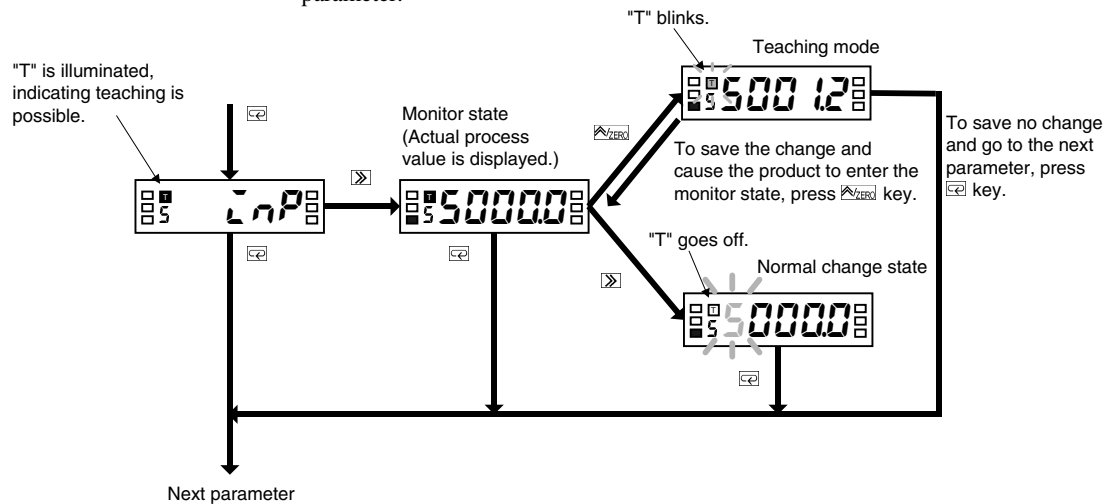 parameter.
"T" blinks.
Teaching mode
"T" is illuminated,
indicating teaching is
possible.
T
S 5001.2
Monitor state
(Actual process
value is displayed.)
/ZERO
To save no change
and go to the next
parameter, press
key.
To save the change and
cause the product to enter the
monitor state, press /ZERO key.
T
S inP
T
S 5000.0
"T" goes off.
Normal change state
T
S 5000.0
Next parameter